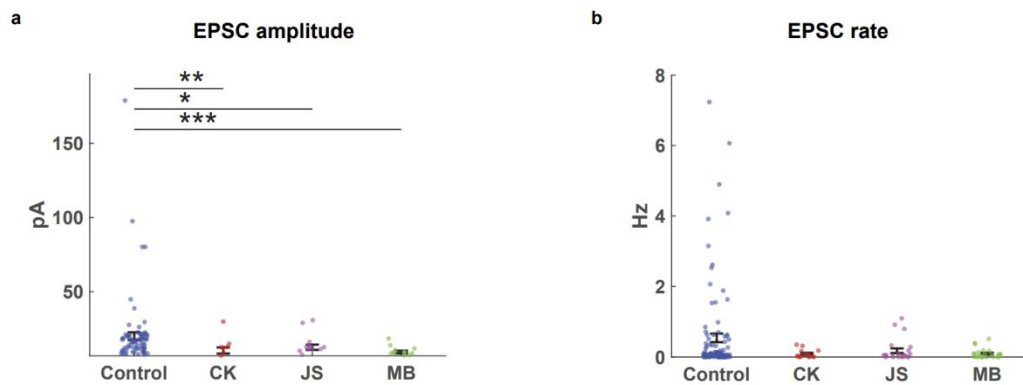 a
EPSC amplitude
**
*
***
150
100
50
pA
Control CK JS MB
b
EPSC rate
8
6
4
2
0
Hz
Control CK JS MB